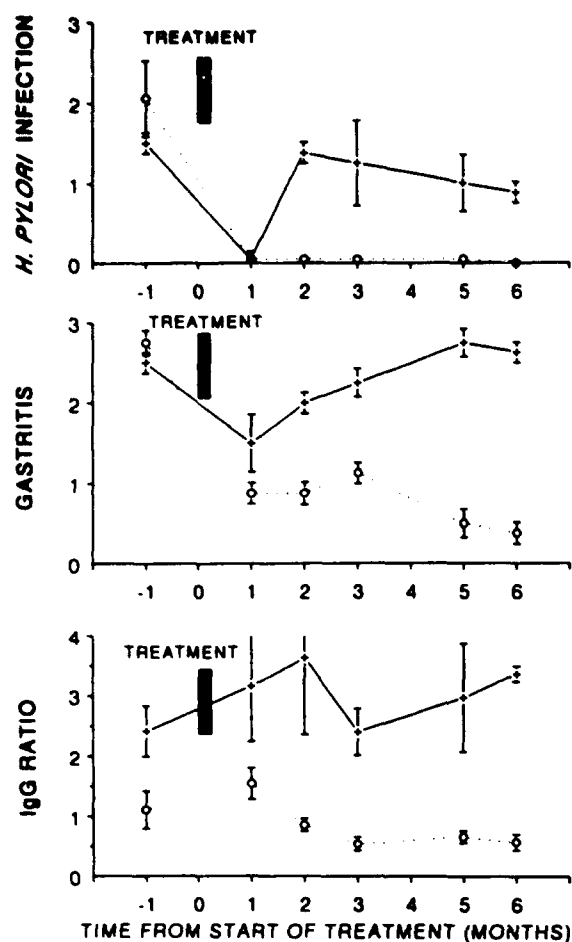 H. PYLORI INFECTION
3
2
1
0
TREATMENT
-1 0 1 2 3 4 5 6
GASTRITIS
3
2
1
0
TREATMENT
-1 0 1 2 3 4 5 6
IgG RATIO
4
3
2
1
0
TREATMENT
-1 0 1 2 3 4 5 6
TIME FROM START OF TREATMENT (MONTHS)